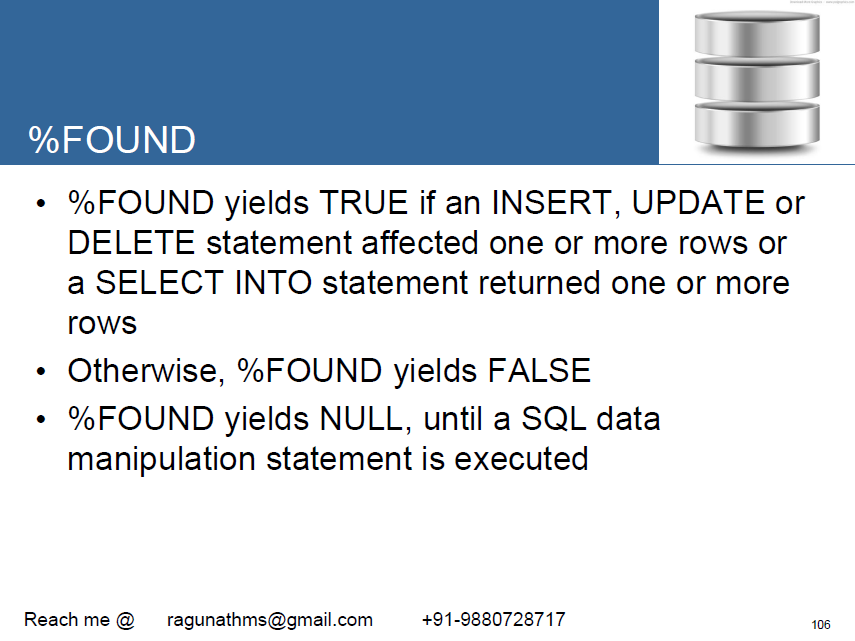 %FOUND
• %FOUND yields TRUE if an INSERT, UPDATE or
DELETE statement affected one or more rows or
a SELECT INTO statement returned one or more
rows
• Otherwise, %FOUND yields FALSE
• %FOUND yields NULL, until a SQL data
manipulation statement is executed
Reach me @ ragunathms@gmail.com +91-9880728717
106